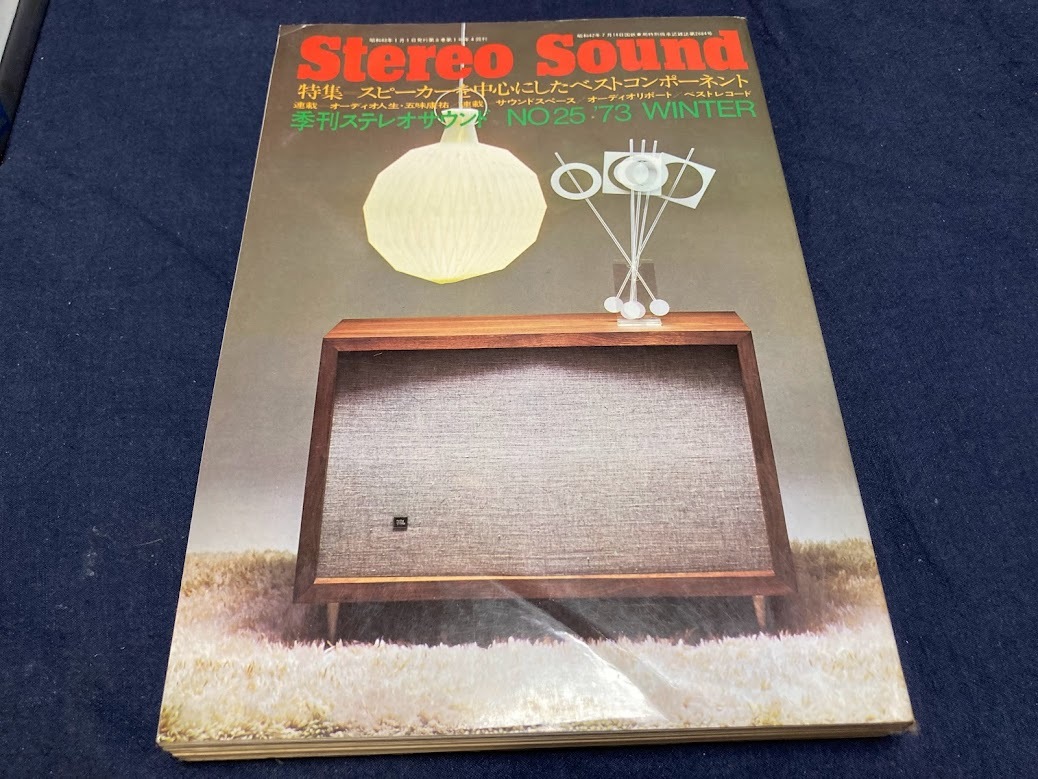 Stereo Sound
特集 スピーカーを中心にしたベストコンポーネント
連載 オーディオ人生・五味康祐 連載 サウンドスペース／オーディオリポート／ベストレコード
季刊ステレオサウンド NO25・'73 WINTER
JBL